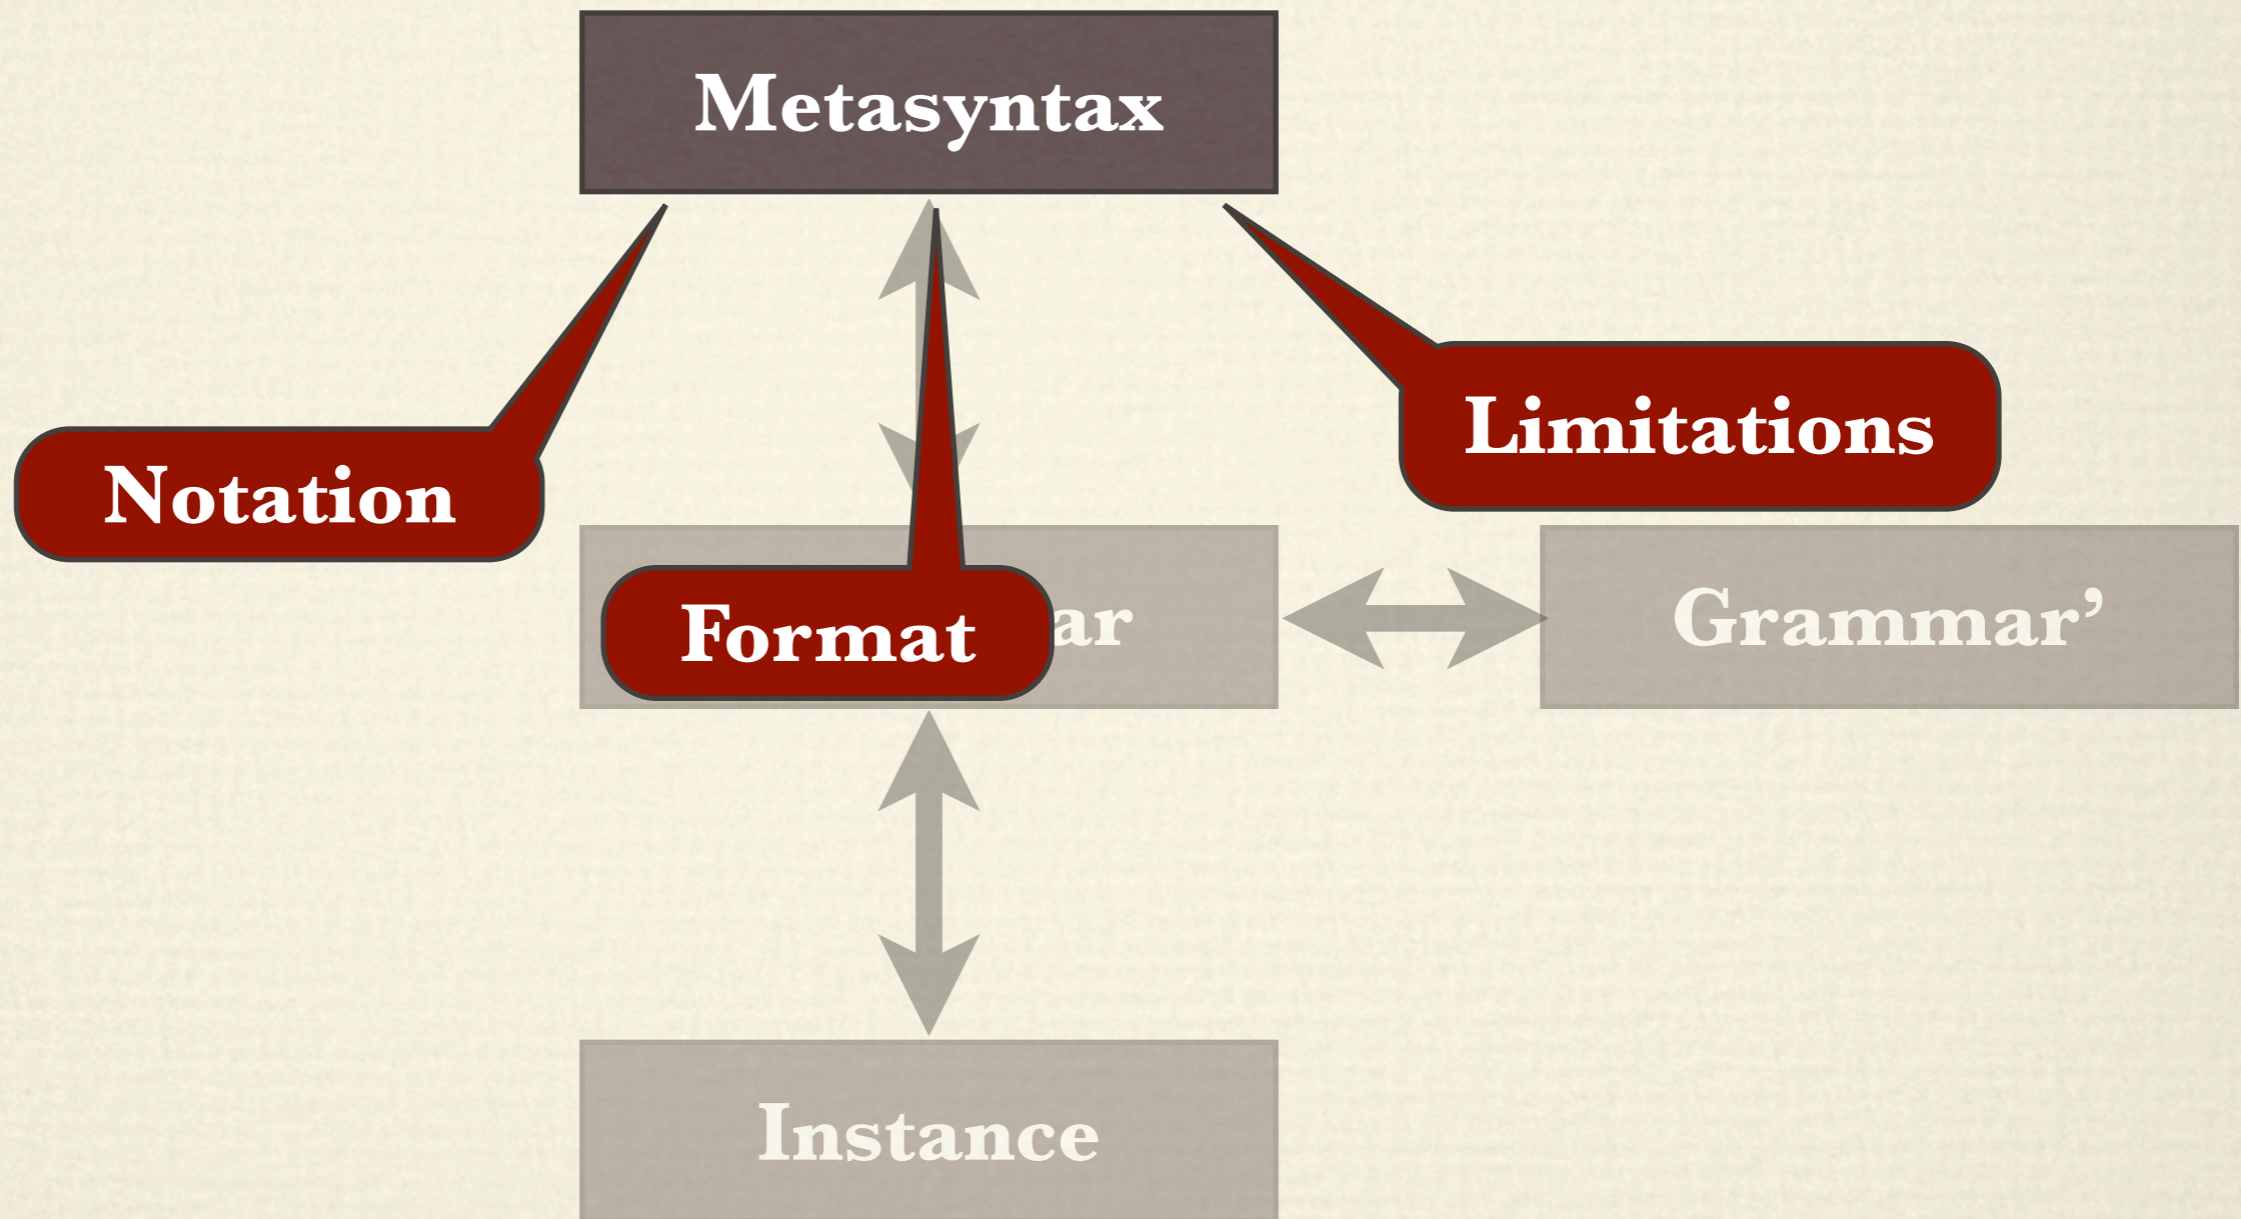 Metasyntax
Limitations
Notation
Format
ar
Grammar’
Instance